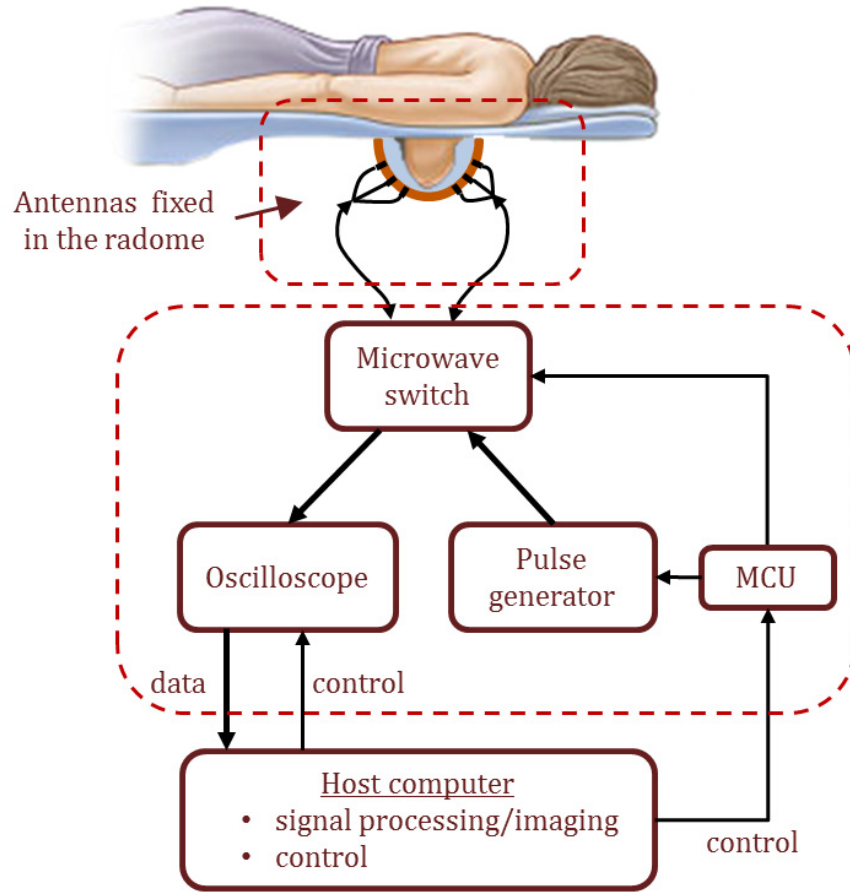 Antennas fixed
in the radome
Microwave
switch
Oscilloscope
Pulse
generator
MCU
data
control
Host computer
• signal processing/imaging
• control
control